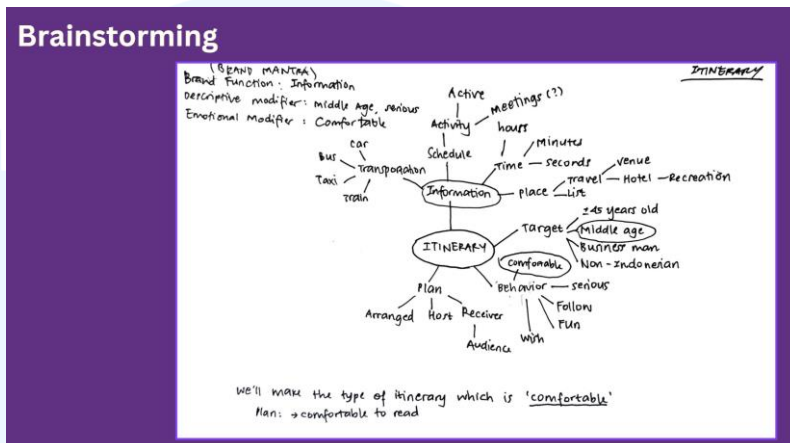 Brainstorming
(BRAND MANTRA)
ITINERARY
Brand Function: Information
Descriptive modifier: middle Age, serious
Emotional Modifier: Comfortable
Active
Meetings (?)
Activity
hours
Minutes
Schedule
Time
seconds
car
Bus
Transportation
Taxi
Train
Information
Place
Travel
venue
Hotel
Recreation
List
ITINERARY
Target
±45 years old
Middle age
Business man
Non-Indonesian
Comfortable
Behavior
serious
Follow
Fun
With
Plan
Arranged
Host
Receiver
Audience
we'll make the type of itinerary which is 'comfortable'
Plan: → comfortable to read